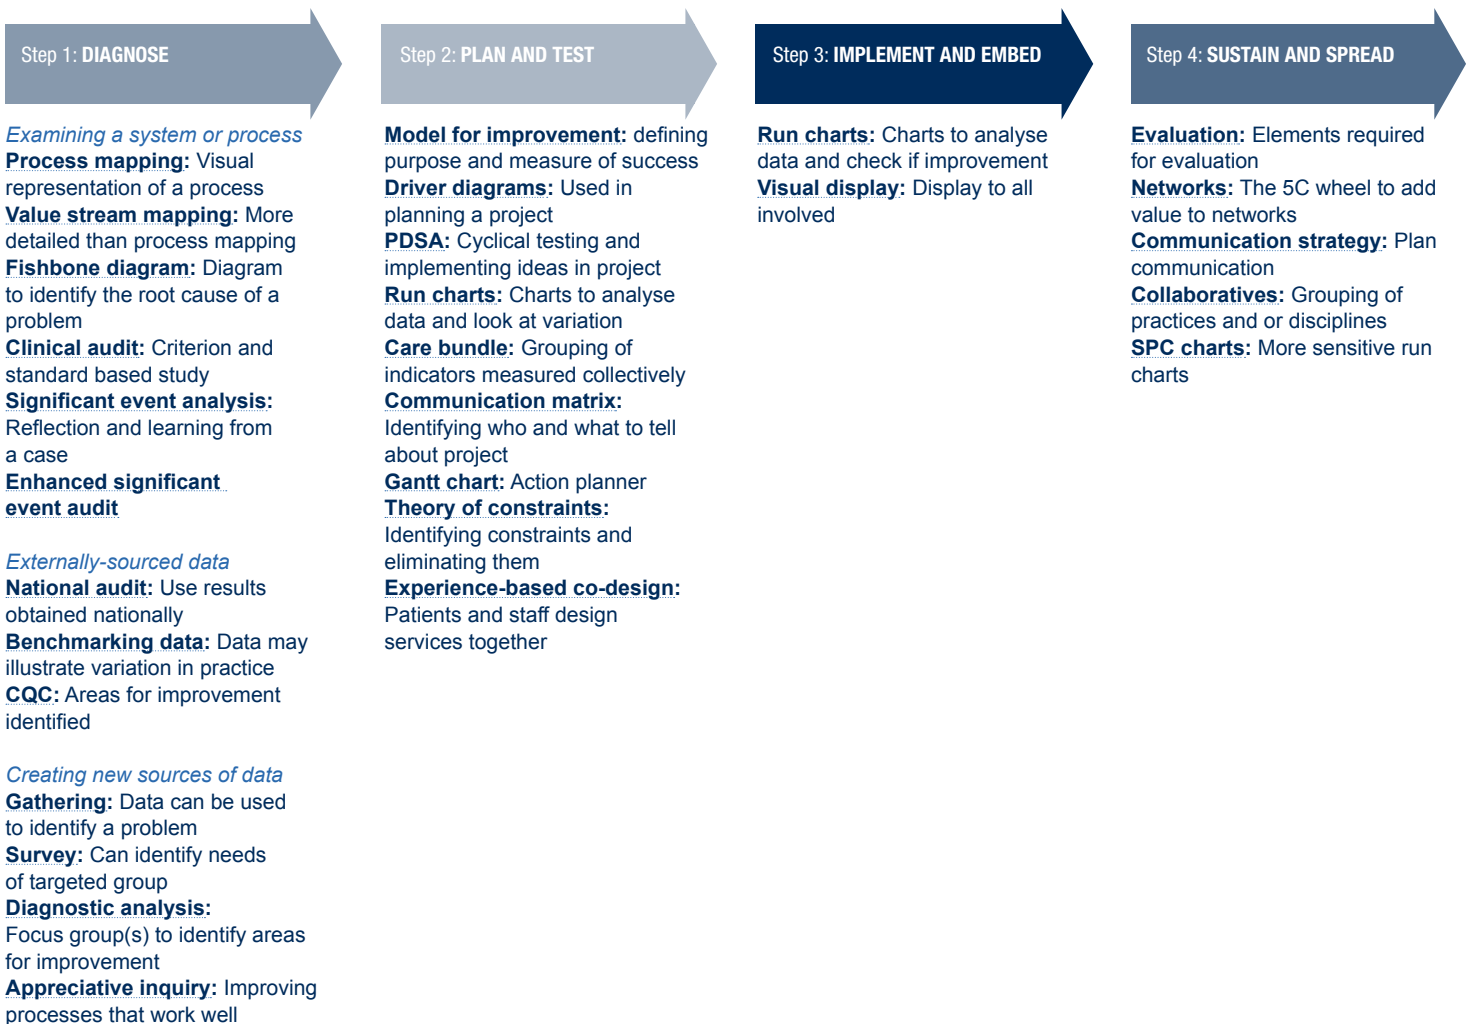 Step 1: DIAGNOSE
Examining a system or process
Process mapping: Visual
representation of a process
Value stream mapping: More
detailed than process mapping
Fishbone diagram: Diagram
to identify the root cause of a
problem
Clinical audit: Criterion and
standard based study
Significant event analysis:
Reflection and learning from
a case
Enhanced significant
event audit
Externally-sourced data
National audit: Use results
obtained nationally
Benchmarking data: Data may
illustrate variation in practice
CQC: Areas for improvement
identified
Creating new sources of data
Gathering: Data can be used
to identify a problem
Survey: Can identify needs
of targeted group
Diagnostic analysis:
Focus group(s) to identify areas
for improvement
Appreciative inquiry: Improving
processes that work well
Step 2: PLAN AND TEST
Model for improvement: defining
purpose and measure of success
Driver diagrams: Used in
planning a project
PDSA: Cyclical testing and
implementing ideas in project
Run charts: Charts to analyse
data and look at variation
Care bundle: Grouping of
indicators measured collectively
Communication matrix:
Identifying who and what to tell
about project
Gantt chart: Action planner
Theory of constraints:
Identifying constraints and
eliminating them
Experience-based co-design:
Patients and staff design
services together
Step 3: IMPLEMENT AND EMBED
Run charts: Charts to analyse
data and check if improvement
Visual display: Display to all
involved
Step 4: SUSTAIN AND SPREAD
Evaluation: Elements required
for evaluation
Networks: The 5C wheel to add
value to networks
Communication strategy: Plan
communication
Collaboratives: Grouping of
practices and or disciplines
SPC charts: More sensitive run
charts